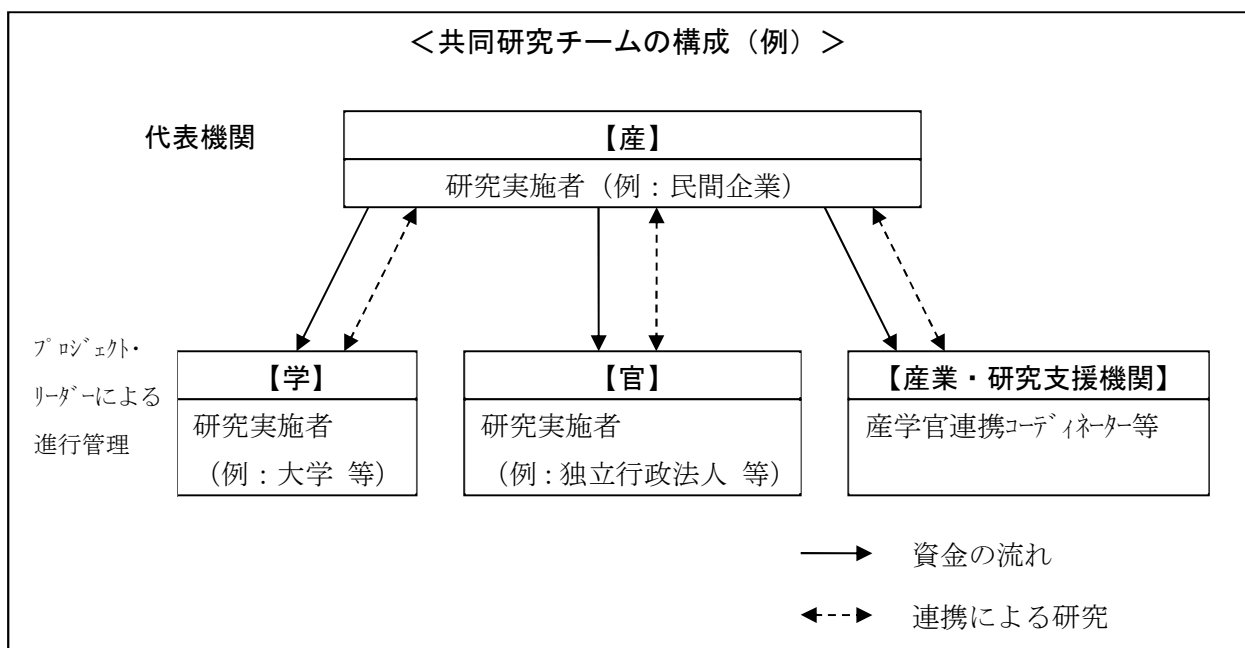 ＜共同研究チームの構成（例）＞
代表機関
【産】
研究実施者（例：民間企業）
ﾌﾟﾛｼﾞｪｸﾄ・
ﾘｰﾀﾞｰによる
進行管理
【学】
研究実施者
（例：大学 等）
【官】
研究実施者
（例：独立行政法人 等）
【産業・研究支援機関】
産学官連携ｺｰﾃﾞｨﾈｰﾀｰ等
資金の流れ
連携による研究